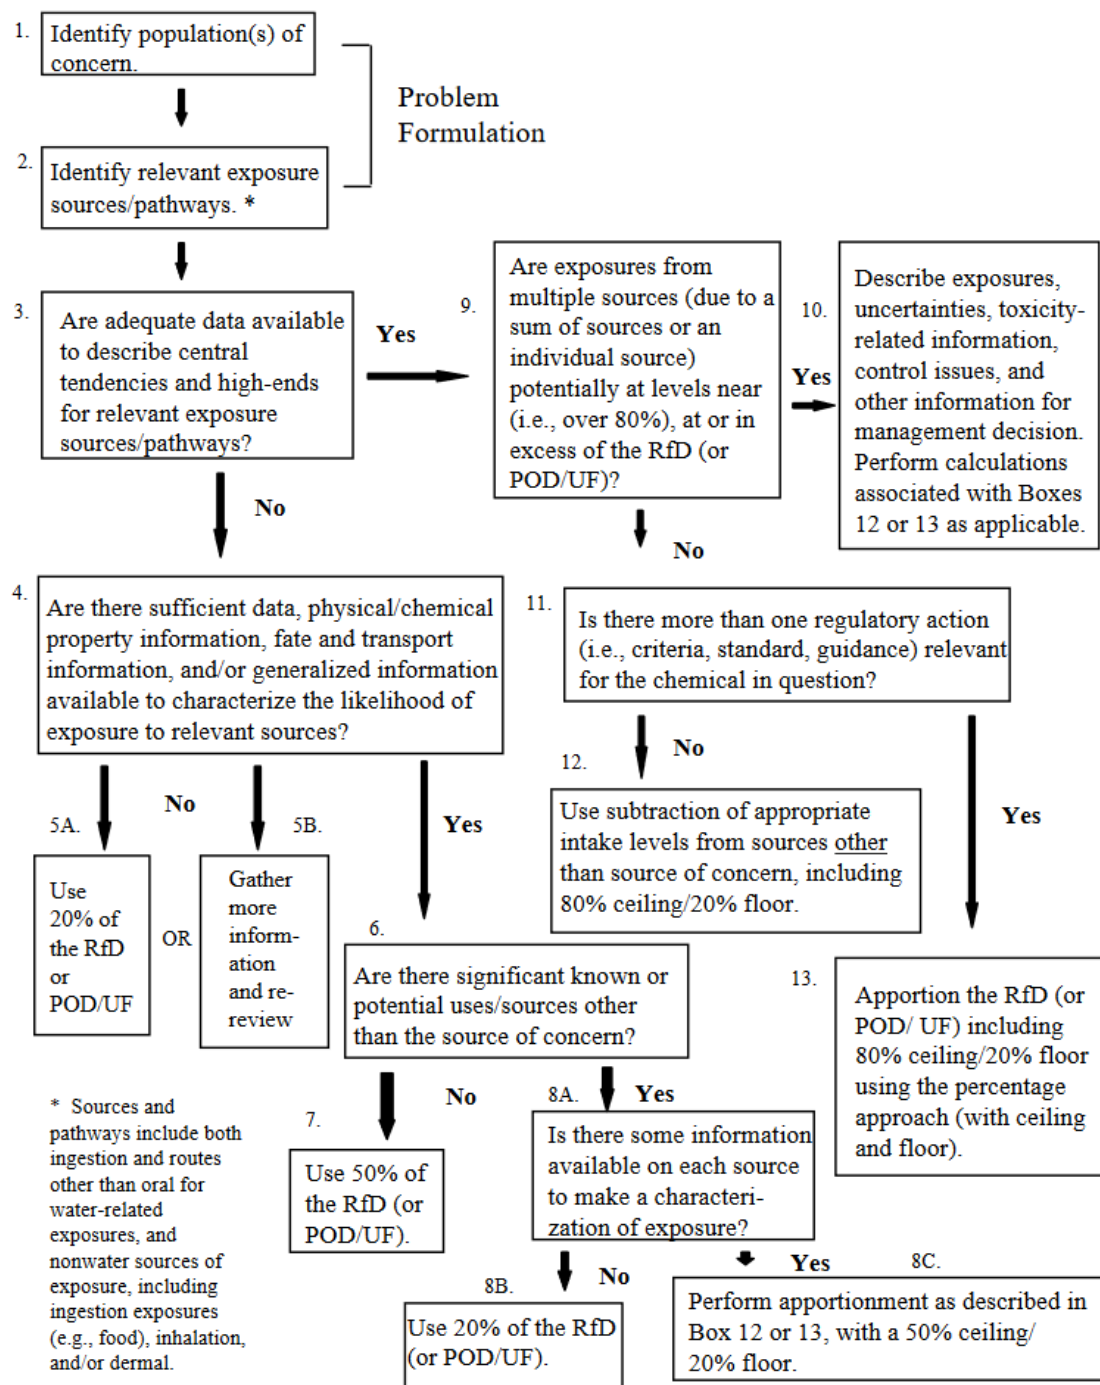 1.
Identify population(s) of
concern.
Problem
Formulation
2.
Identify relevant exposure
sources/pathways. *
3.
Are adequate data available
to describe central
tendencies and high-ends
for relevant exposure
sources/pathways?
Yes
No
9.
Are exposures from
multiple sources (due to a
sum of sources or an
individual source)
potentially at levels near
(i.e., over 80%), at or in
excess of the RfD (or
POD/UF)?
Yes
No
10.
Describe exposures,
uncertainties, toxicity-
related information,
control issues, and
other information for
management decision.
Perform calculations
associated with Boxes
12 or 13 as applicable.
4.
Are there sufficient data, physical/chemical
property information, fate and transport
information, and/or generalized information
available to characterize the likelihood of
exposure to relevant sources?
No
Yes
11.
Is there more than one regulatory action
(i.e., criteria, standard, guidance) relevant
for the chemical in question?
No
Yes
5A.
Use
20% of
the RfD
or
POD/UF
OR
5B.
Gather
more
inform-
ation
and re-
review
12.
Use subtraction of appropriate
intake levels from sources other
than source of concern, including
80% ceiling/20% floor.
6.
Are there significant known or
potential uses/sources other
than the source of concern?
No
Yes
13.
Apportion the RfD (or
POD/ UF) including
80% ceiling/20% floor
using the percentage
approach (with ceiling
and floor).
7.
Use 50% of
the RfD (or
POD/UF).
8A.
Is there some information
available on each source
to make a characteri-
zation of exposure?
No
Yes
8B.
Use 20% of the RfD
(or POD/UF).
8C.
Perform apportionment as described in
Box 12 or 13, with a 50% ceiling/
20% floor.
* Sources and
pathways include both
ingestion and routes
other than oral for
water-related
exposures, and
nonwater sources of
exposure, including
ingestion exposures
(e.g., food), inhalation,
and/or dermal.